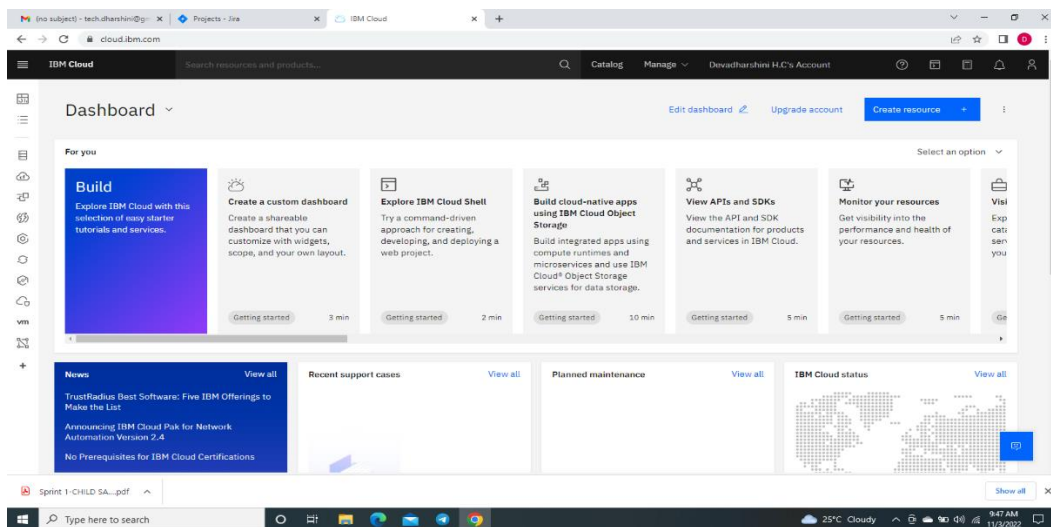 (no subject) - tech.dharshini@g
Projects - Jira
IBM Cloud
cloud.ibm.com
D
IBM Cloud
Search resources and products...
Catalog
Manage
Devadharshini H.C's Account
Dashboard
Edit dashboard
Upgrade account
Create resource +
For you
Select an option
Build
Explore IBM Cloud with this
selection of easy starter
tutorials and services.
Create a custom dashboard
Create a shareable
dashboard that you can
customize with widgets,
scope, and your own layout.
Getting started 3 min
Explore IBM Cloud Shell
Try a command-driven
approach for creating,
developing, and deploying a
web project.
Getting started 2 min
Build cloud-native apps
using IBM Cloud Object
Storage
Build integrated apps using
compute runtimes and
microservices and use IBM
Cloud® Object Storage
services for data storage.
Getting started 10 min
View APIs and SDKs
View the API and SDK
documentation for products
and services in IBM Cloud.
Getting started 5 min
Monitor your resources
Get visibility into the
performance and health of
your resources.
Getting started 5 min
Visi
Exp
cata
serv
you
Ge
vm
News View all
TrustRadius Best Software: Five IBM Offerings to
Make the List
Announcing IBM Cloud Pak for Network
Automation Version 2.4
No Prerequisites for IBM Cloud Certifications
Recent support cases View all
Planned maintenance View all
IBM Cloud status View all
Sprint 1-CHILD SA....pdf
Show all
Type here to search
25°C Cloudy
9:47 AM
11/3/2022